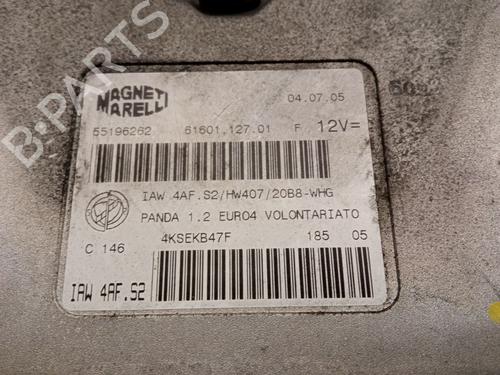 MAGNETI
MARELLI
04.07.05
55196262 61601.127.01 F 12V=
IAW 4AF.S2/HW407/20B8-WHG
PANDA 1.2 EURO4 VOLONTARIATO
C 146 4KSEKB47F 185 05
IAW 4AF.S2
B-PARTS